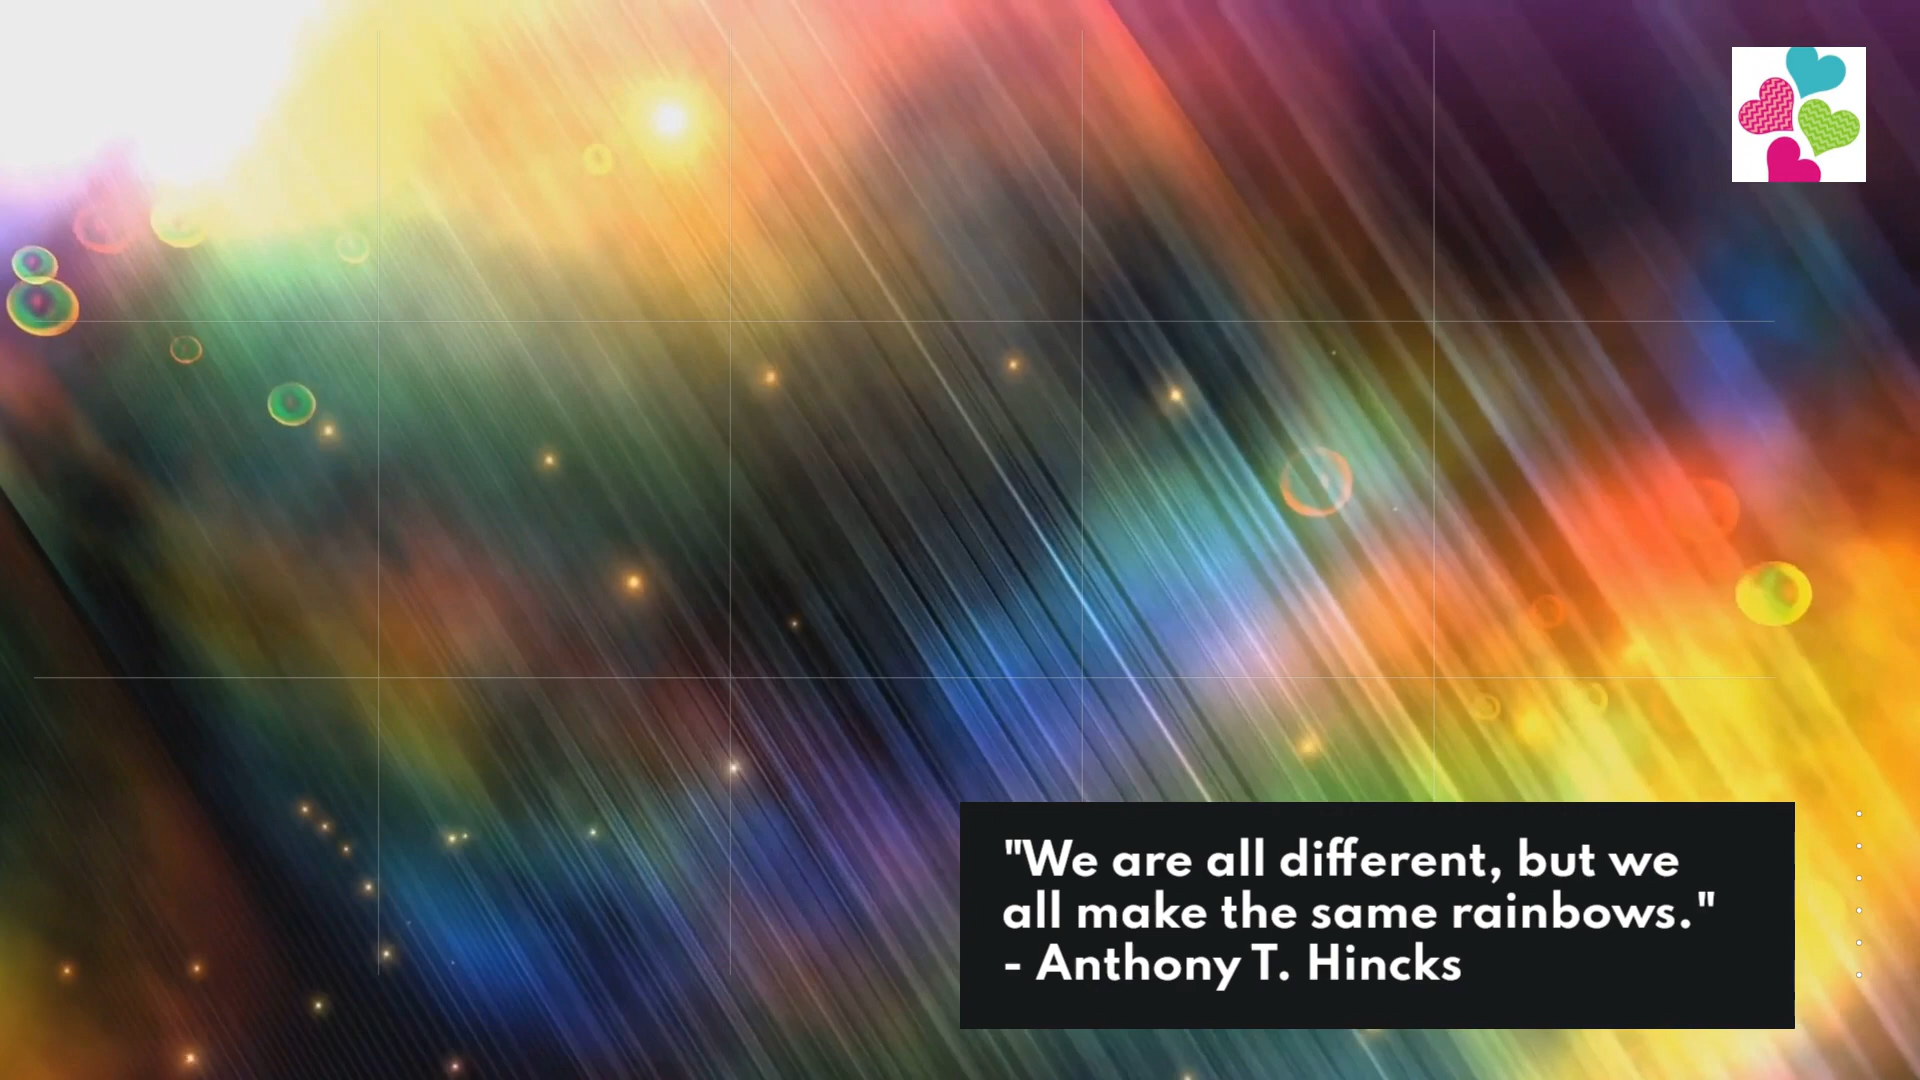 "We are all different, but we
all make the same rainbows."
- Anthony T. Hincks